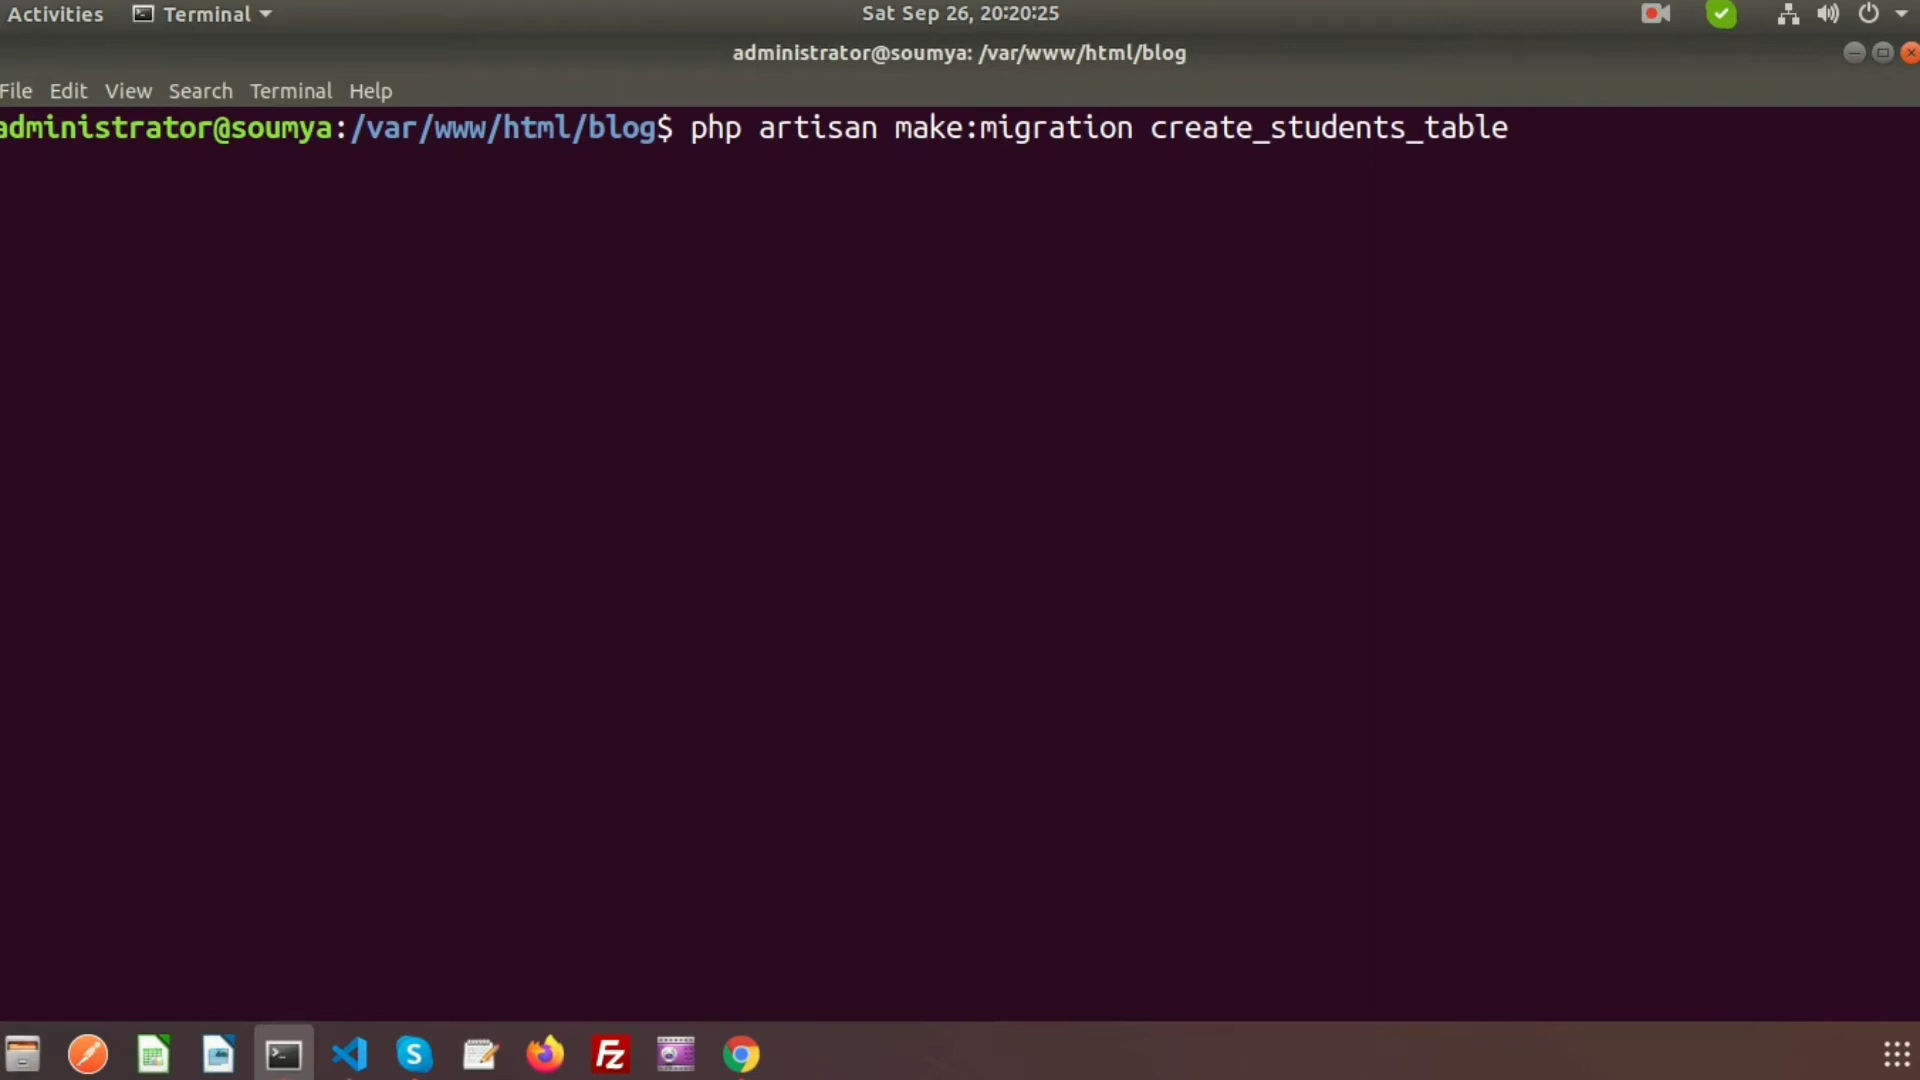 Activities Terminal Sat Sep 26, 20:20:25
administrator@soumya: /var/www/html/blog
File Edit View Search Terminal Help
administrator@soumya:/var/www/html/blog$ php artisan make:migration create_students_table